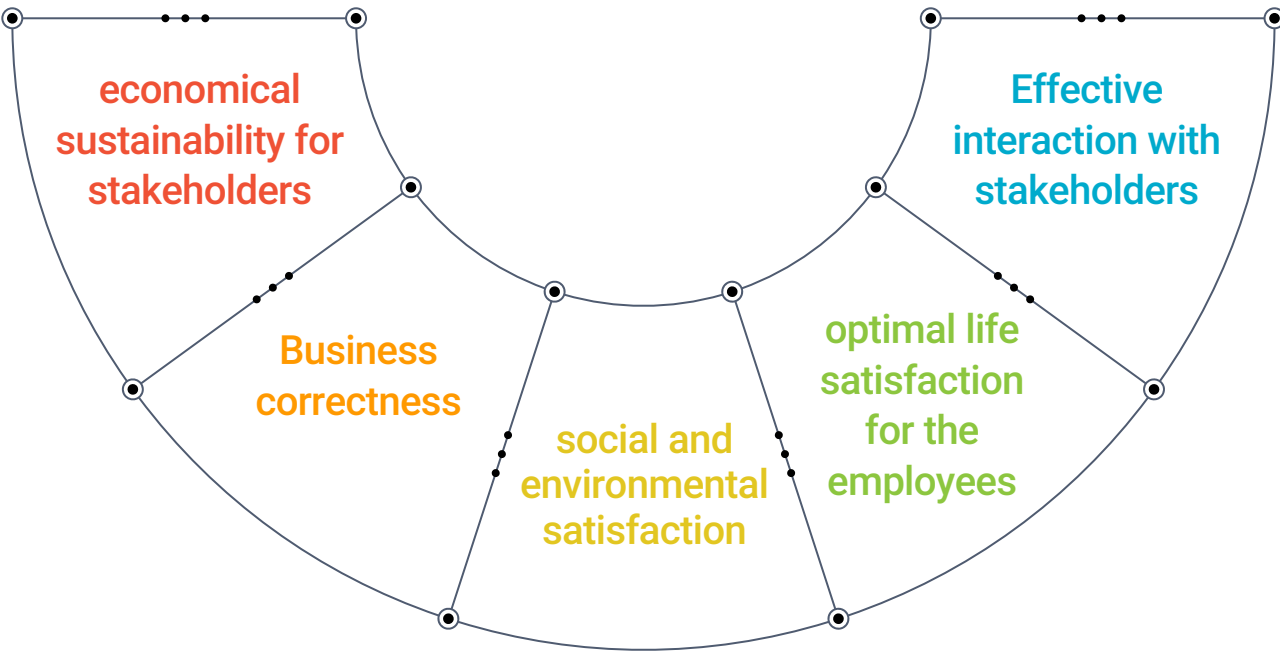 economical
sustainability for
stakeholders
Business
correctness
social and
environmental
satisfaction
optimal life
satisfaction
for the
employees
Effective
interaction with
stakeholders